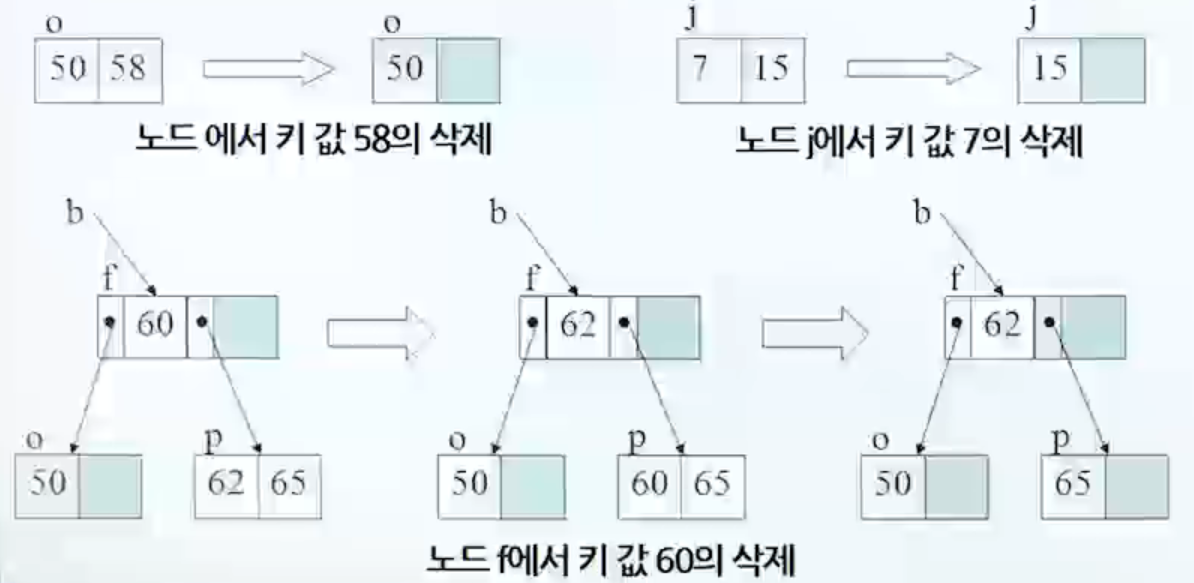 o o j j
50 58 50 7 15 15
노드 에서 키 값 58의 삭제 노드 j에서 키 값 7의 삭제
b b b
f f f
60 62 62
o p o p o p
50 62 65 50 60 65 50 65
노드 f에서 키 값 60의 삭제